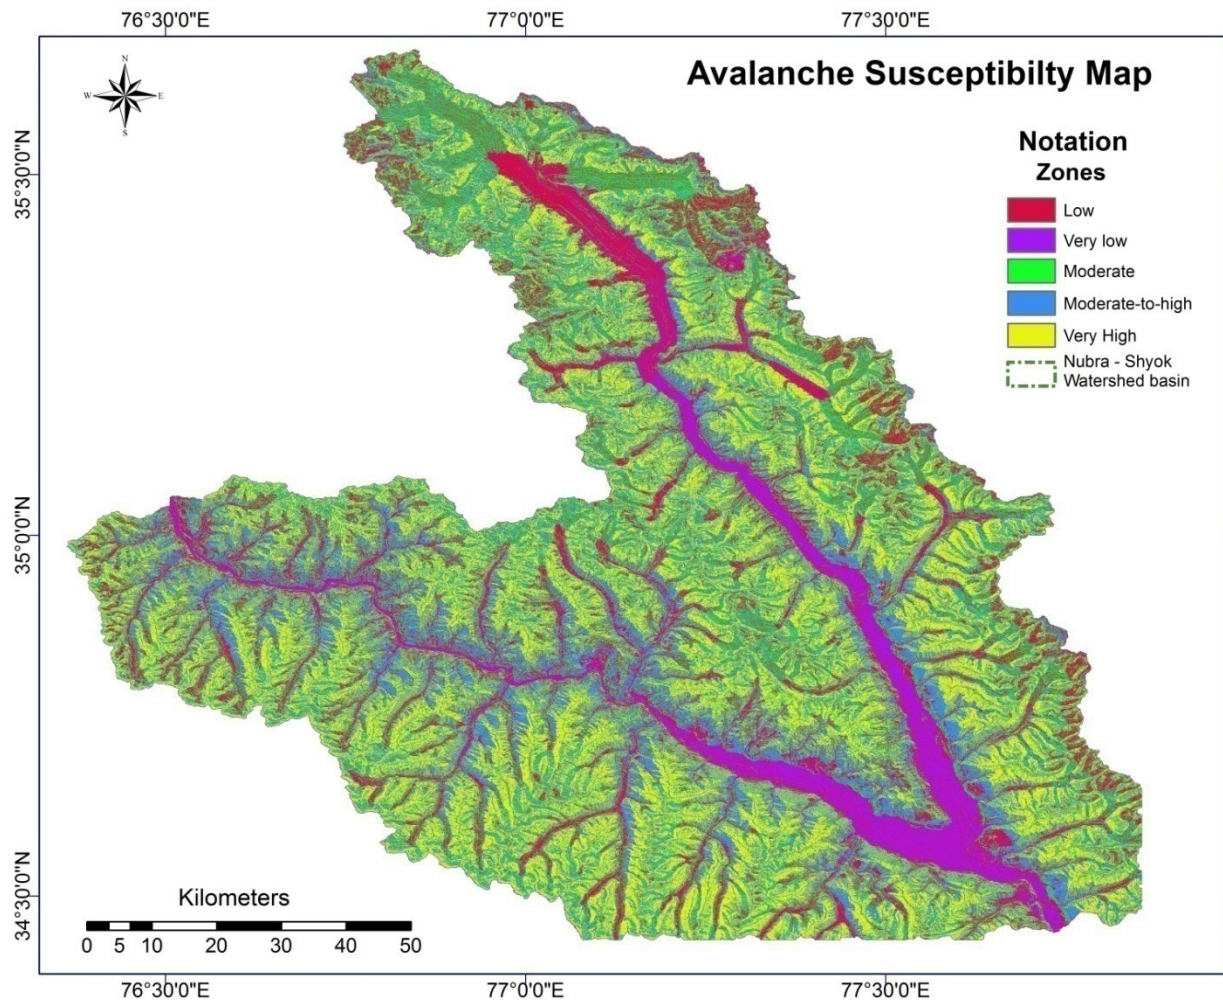 76°30'0"E
77°0'0"E
77°30'0"E
N
W
E
S
Avalanche Susceptibilty Map
Notation
Zones
Low
Very low
Moderate
Moderate-to-high
Very High
Nubra - Shyok
Watershed basin
35°30'0"N
35°0'0"N
34°30'0"N
Kilometers
0 5 10 20 30 40 50
76°30'0"E
77°0'0"E
77°30'0"E